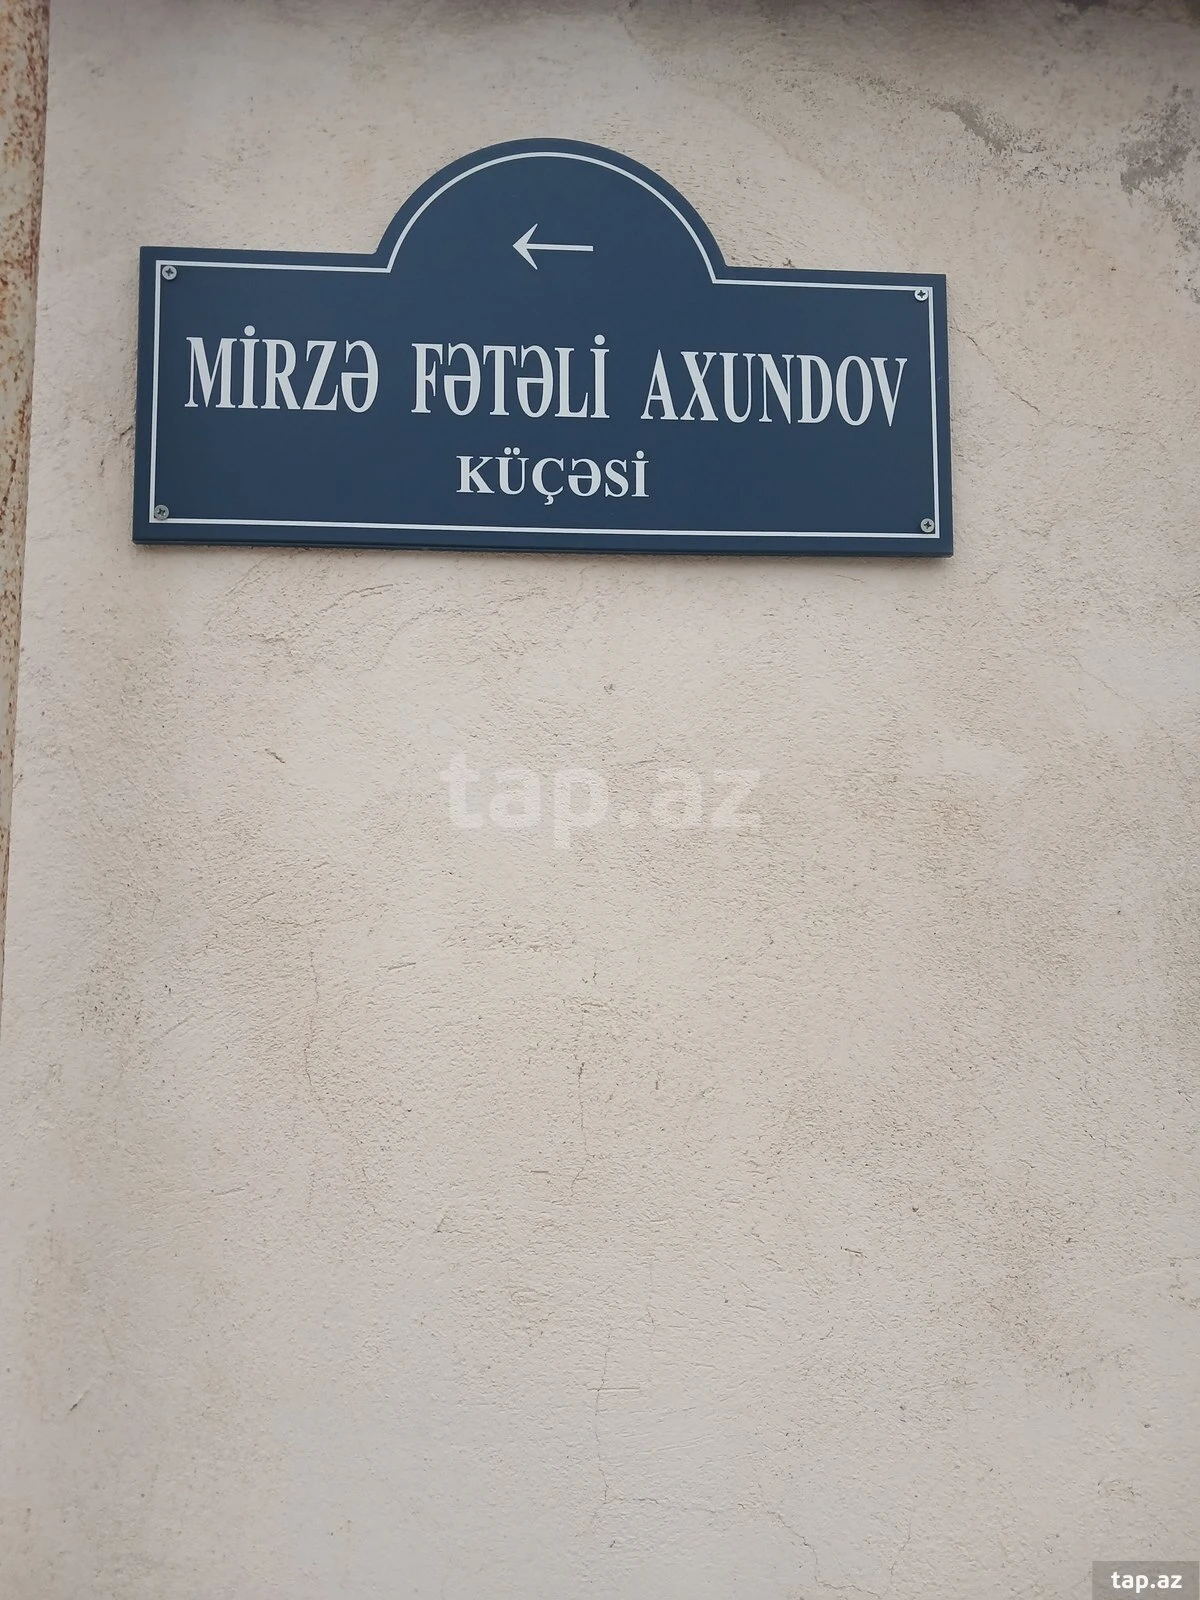 ←
MİRZƏ FƏTƏLİ AXUNDOV
KÜÇƏSİ
tap.az
tap.az